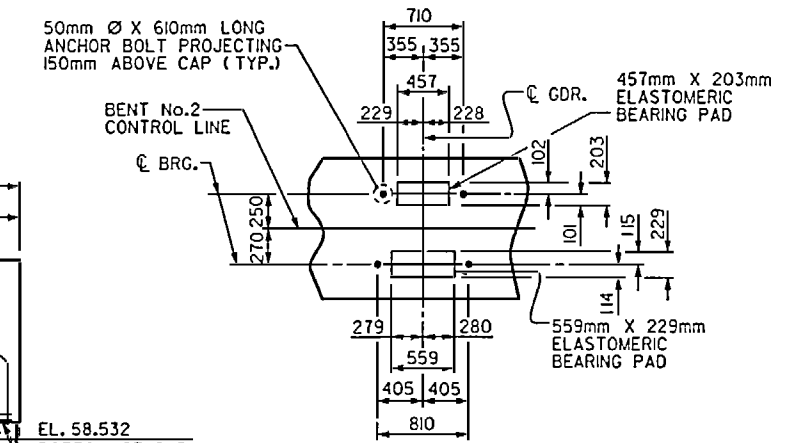 710
50mm Ø X 610mm LONG
ANCHOR BOLT PROJECTING
150mm ABOVE CAP (TYP.)
355 355
457
457mm X 203mm
ELASTOMERIC
BEARING PAD
℄ GDR.
BENT No.2
CONTROL LINE
229 228
℄ BRG.
102
203
250
101
270
115
229
114
279 280
559mm X 229mm
ELASTOMERIC
BEARING PAD
559
405 405
810
EL. 58.532